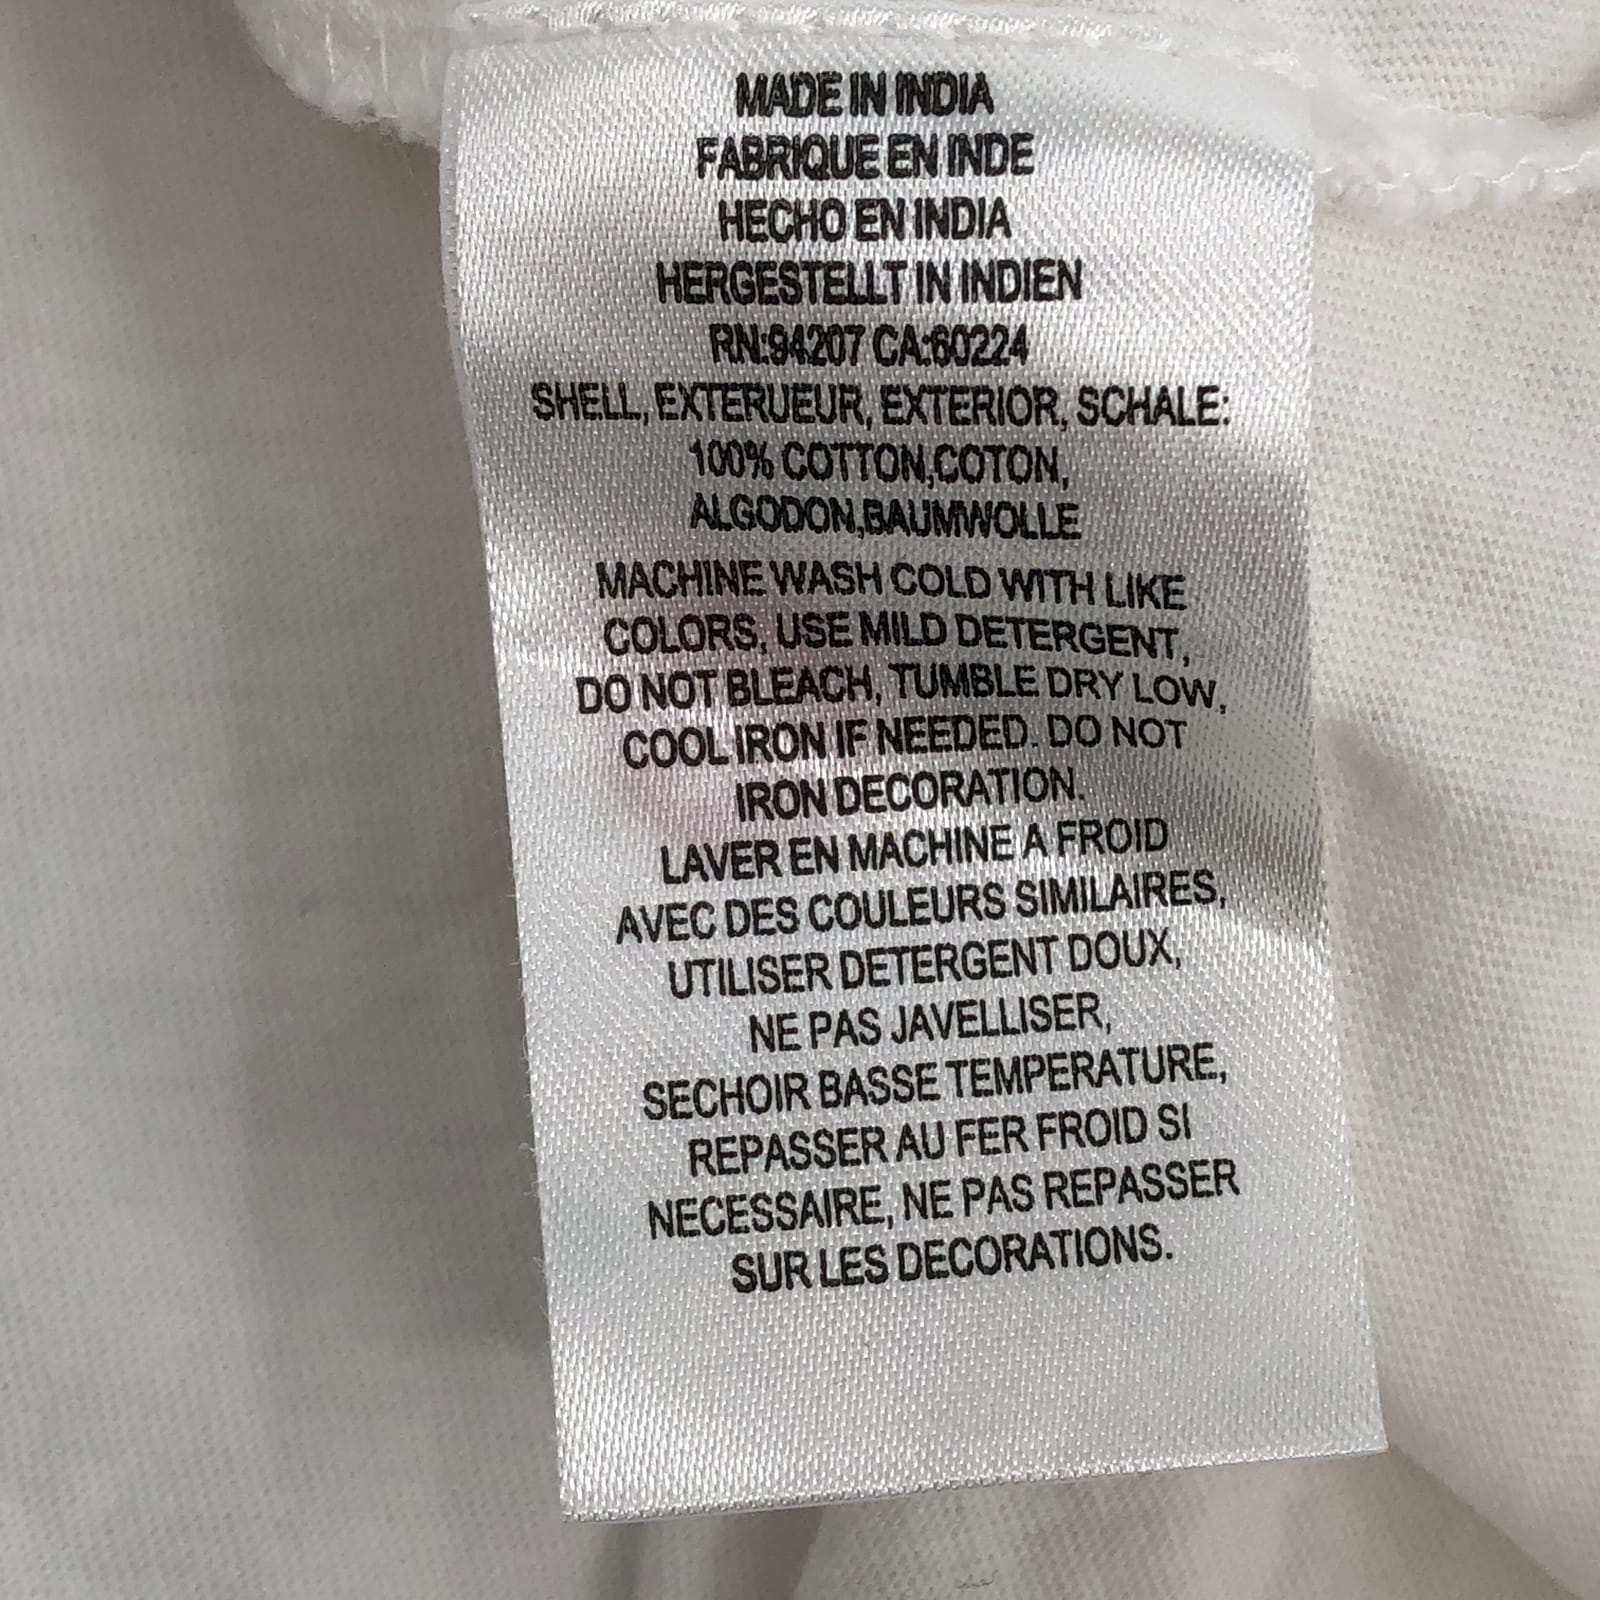 MADE IN INDIA
FABRIQUE EN INDE
HECHO EN INDIA
HERGESTELLT IN INDIEN
RN:94207 CA:60224
SHELL, EXTERUEUR, EXTERIOR, SCHALE:
100% COTTON,COTON,
ALGODON,BAUMWOLLE
MACHINE WASH COLD WITH LIKE
COLORS, USE MILD DETERGENT,
DO NOT BLEACH, TUMBLE DRY LOW,
COOL IRON IF NEEDED. DO NOT
IRON DECORATION.
LAVER EN MACHINE A FROID
AVEC DES COULEURS SIMILAIRES,
UTILISER DETERGENT DOUX,
NE PAS JAVELLISER,
SECHOIR BASSE TEMPERATURE,
REPASSER AU FER FROID SI
NECESSAIRE, NE PAS REPASSER
SUR LES DECORATIONS.